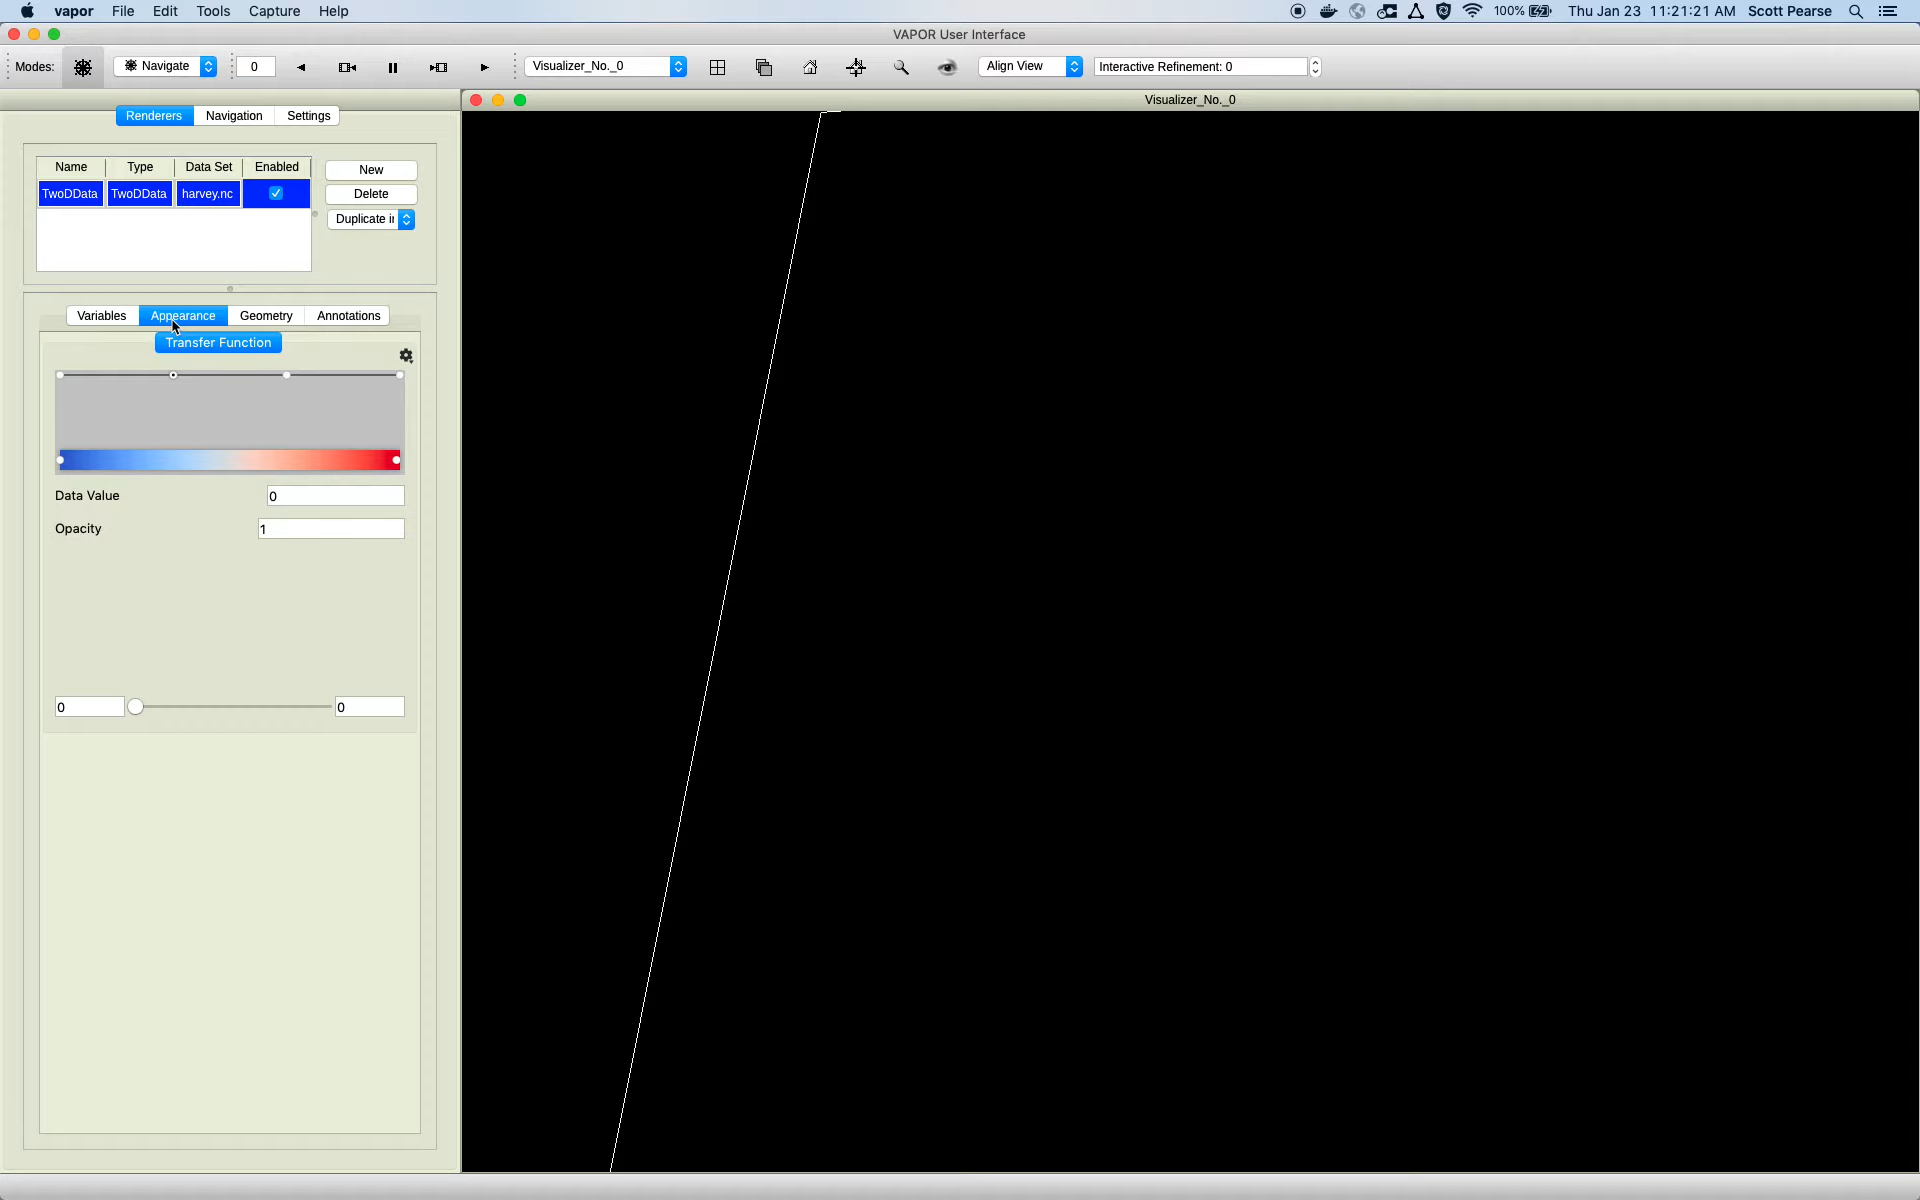 vapor File Edit Tools Capture Help 100% Thu Jan 23 11:21:21 AM Scott Pearse
VAPOR User Interface
Modes: Navigate 0 Visualizer_No._0 Align View Interactive Refinement: 0
Visualizer_No._0
Renderers Navigation Settings
Name Type Data Set Enabled
TwoDData TwoDData harvey.nc
New
Delete
Duplicate in
Variables Appearance Geometry Annotations
Transfer Function
Data Value 0
Opacity 1
0 0